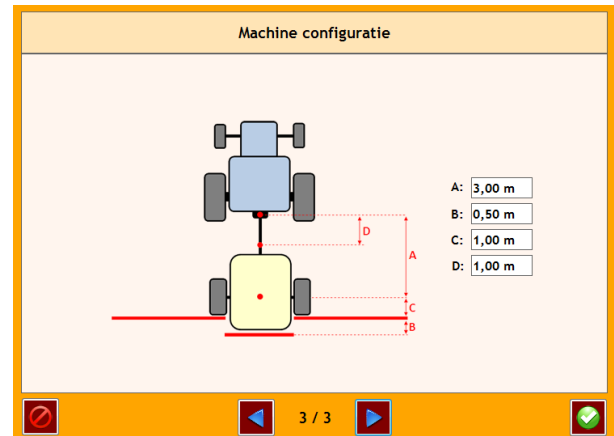 Machine configuratie
D
A
C
B
A: 3,00 m
B: 0,50 m
C: 1,00 m
D: 1,00 m
3 / 3